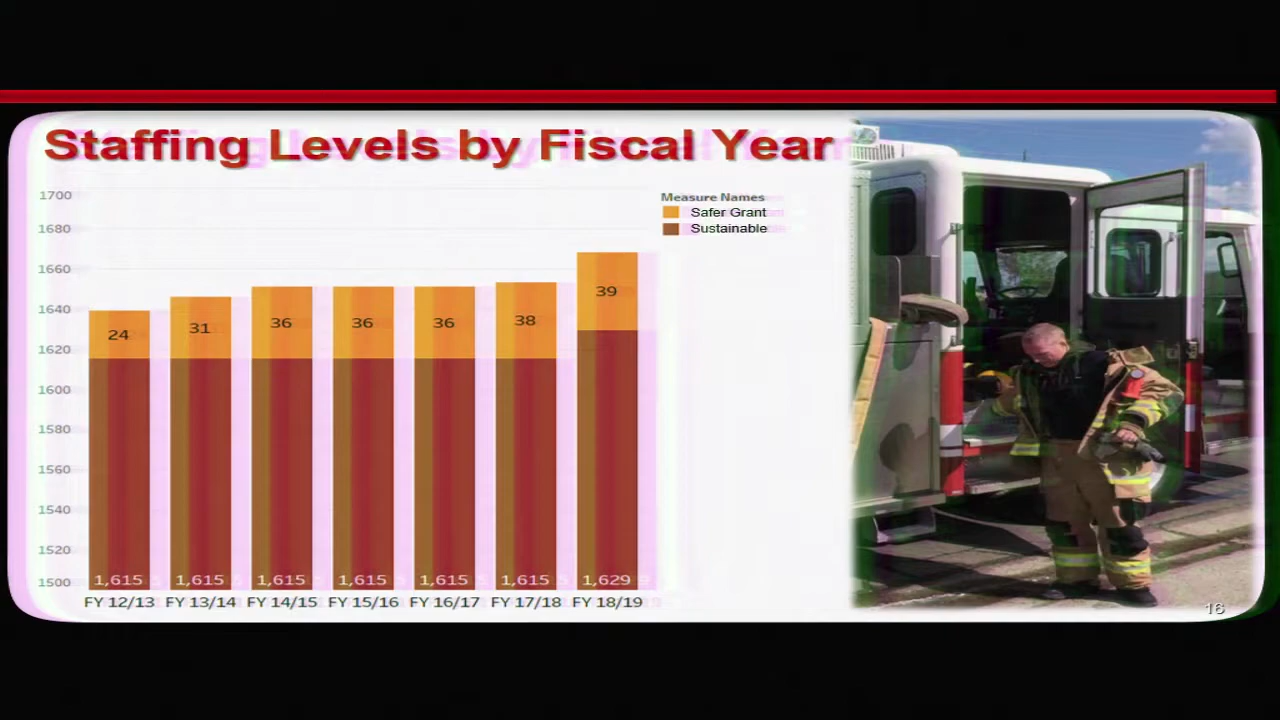 Staffing Levels by Fiscal Year
Measure Names
Safer Grant
Sustainable
1700
1680
1660
1640
1620
1600
1580
1560
1540
1520
1500
24 31 36 36 36 38 39
1,615 1,615 1,615 1,615 1,615 1,615 1,629
FY 12/13 FY 13/14 FY 14/15 FY 15/16 FY 16/17 FY 17/18 FY 18/19
16